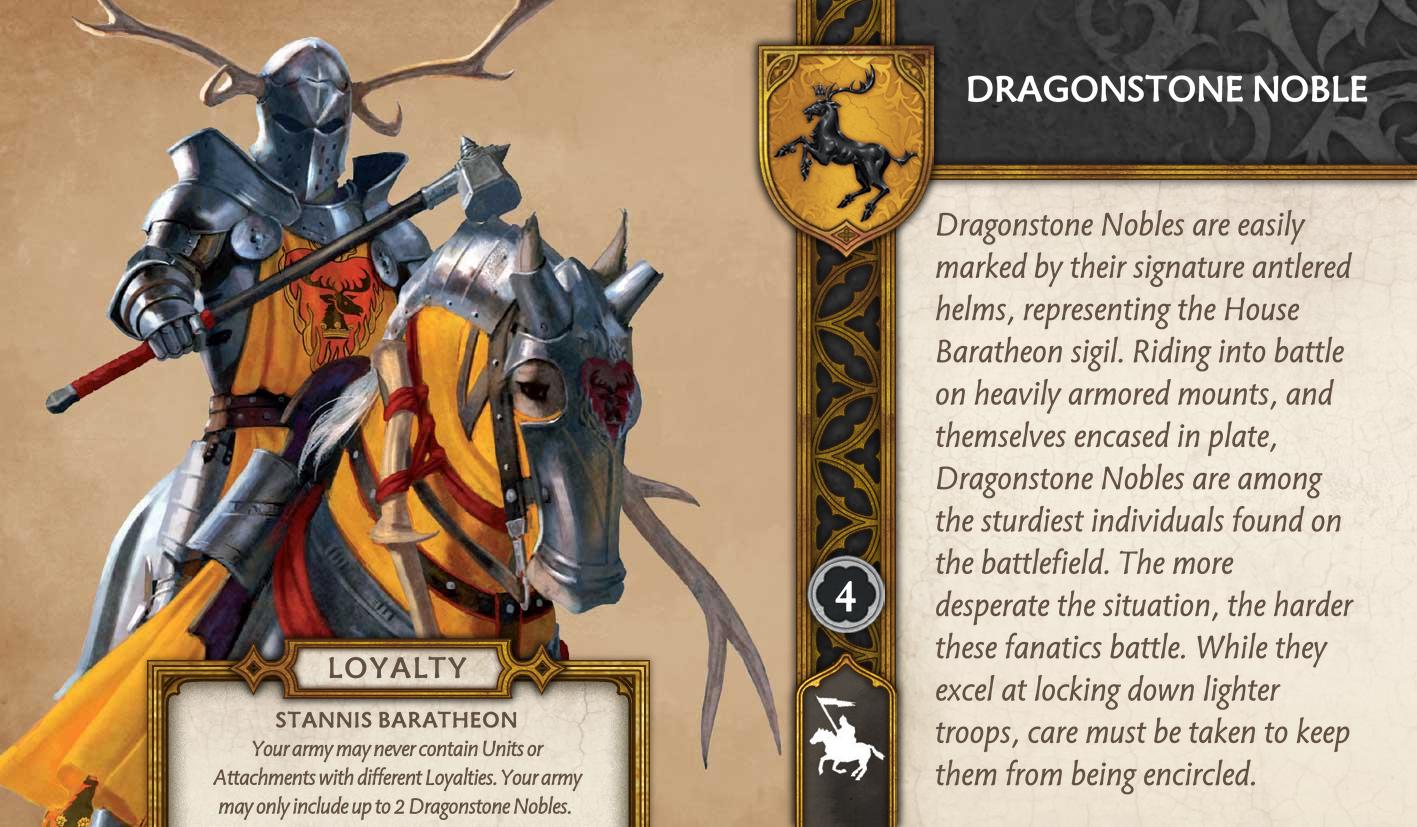 DRAGONSTONE NOBLE
Dragonstone Nobles are easily
marked by their signature antlered
helms, representing the House
Baratheon sigil. Riding into battle
on heavily armored mounts, and
themselves encased in plate,
Dragonstone Nobles are among
the sturdiest individuals found on
the battlefield. The more
desperate the situation, the harder
these fanatics battle. While they
excel at locking down lighter
troops, care must be taken to keep
them from being encircled.
4
LOYALTY
STANNIS BARATHEON
Your army may never contain Units or
Attachments with different Loyalties. Your army
may only include up to 2 Dragonstone Nobles.